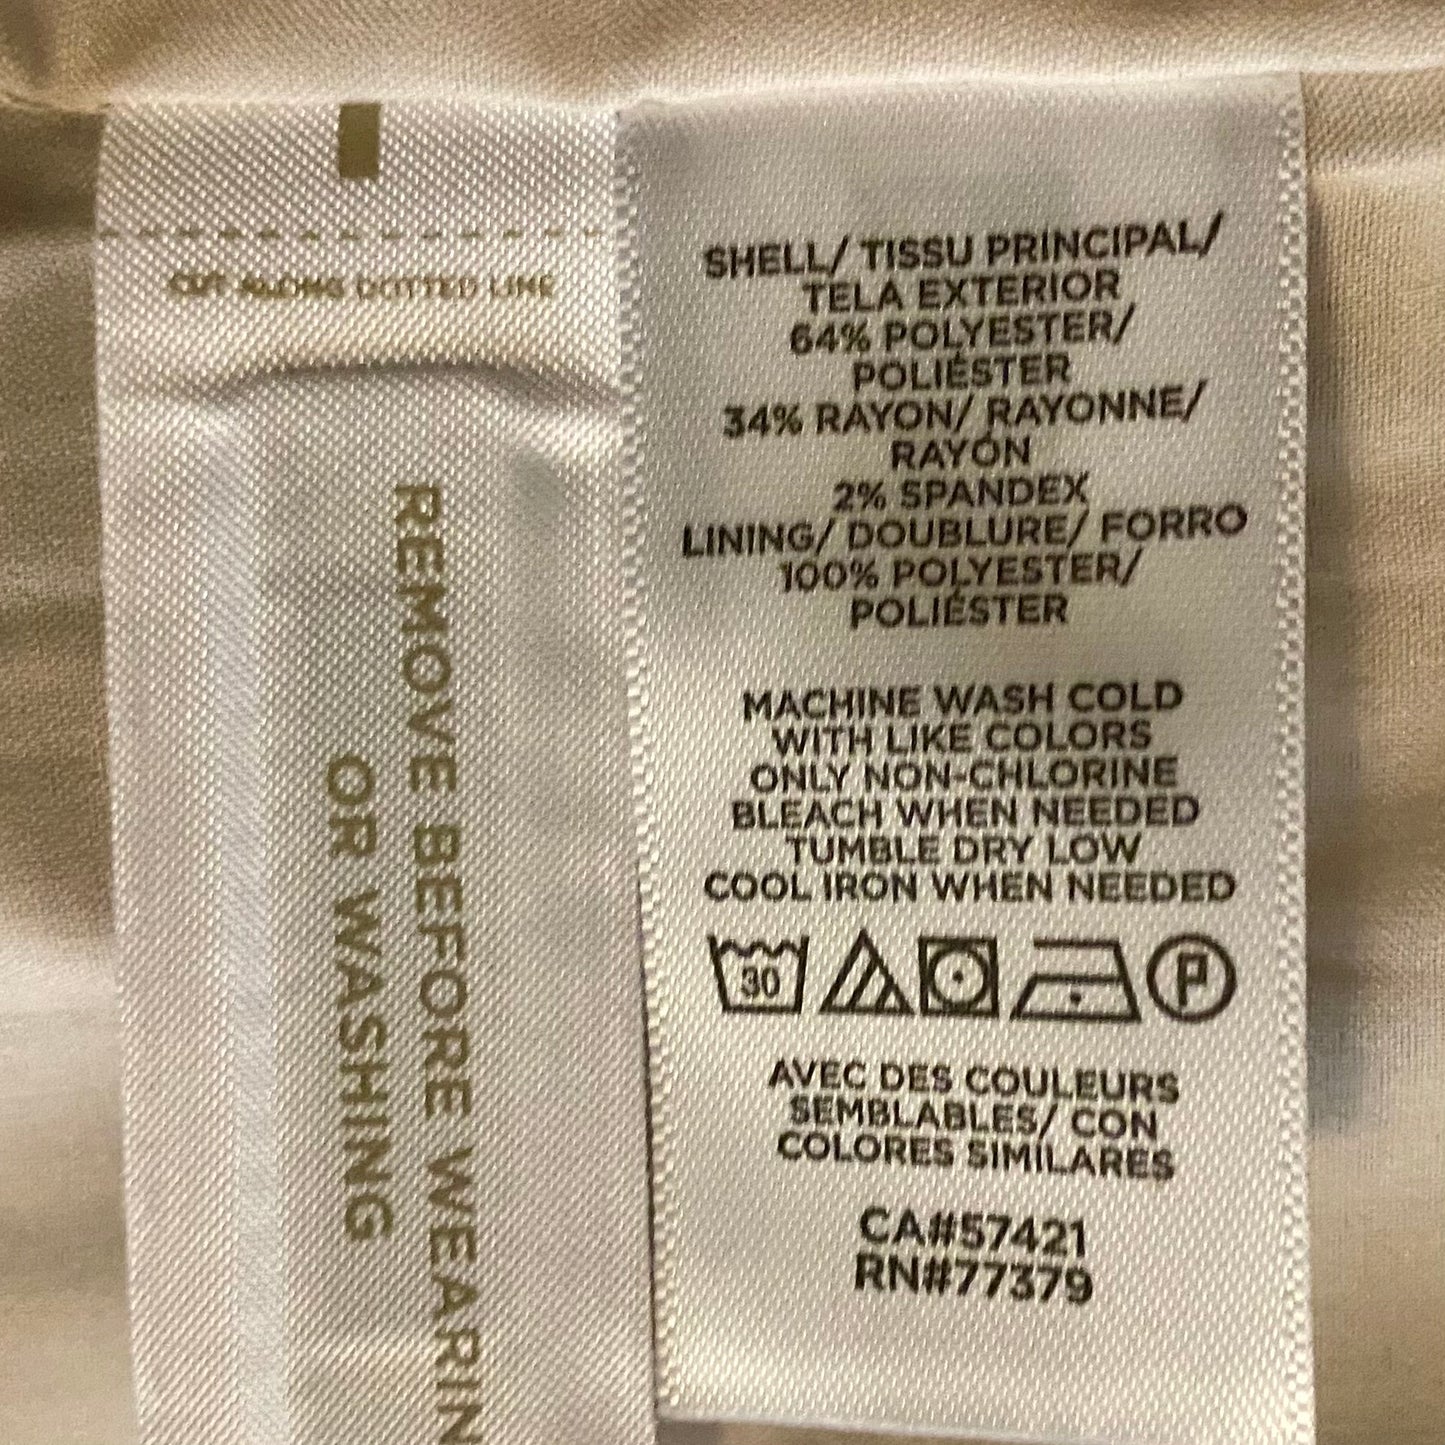 CUT ALONG DOTTED LINE
REMOVE BEFORE WEARIN
OR WASHING
SHELL/ TISSU PRINCIPAL/
TELA EXTERIOR
64% POLYESTER/
POLIÉSTER
34% RAYON/ RAYONNE/
RAYÓN
2% SPANDEX
LINING/ DOUBLURE/ FORRO
100% POLYESTER/
POLIÉSTER
MACHINE WASH COLD
WITH LIKE COLORS
ONLY NON-CHLORINE
BLEACH WHEN NEEDED
TUMBLE DRY LOW
COOL IRON WHEN NEEDED
30 P
AVEC DES COULEURS
SEMBLABLES/ CON
COLORES SIMILARES
CA#57421
RN#77379